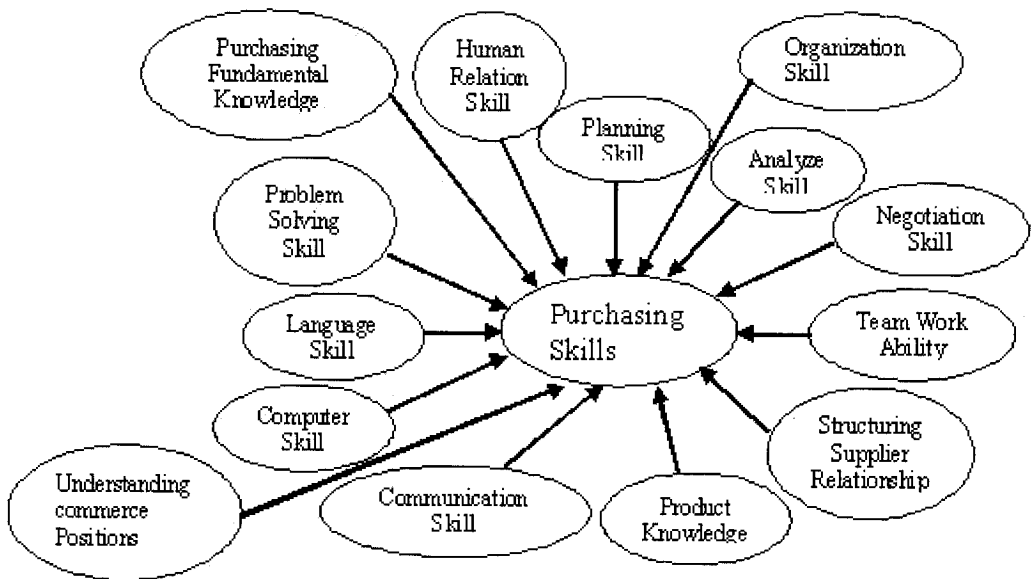 Purchasing
Fundamental
Knowledge
Human
Relation
Skill
Organization
Skill
Planning
Skill
Analyze
Skill
Problem
Solving
Skill
Negotiation
Skill
Purchasing
Skills
Language
Skill
Team Work
Ability
Computer
Skill
Structuring
Supplier
Relationship
Understanding
commerce
Positions
Communication
Skill
Product
Knowledge